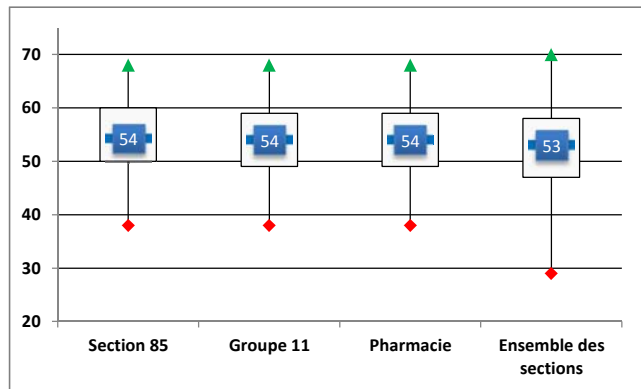 70
60
50
40
30
20
54
54
54
53
Section 85
Groupe 11
Pharmacie
Ensemble des
sections